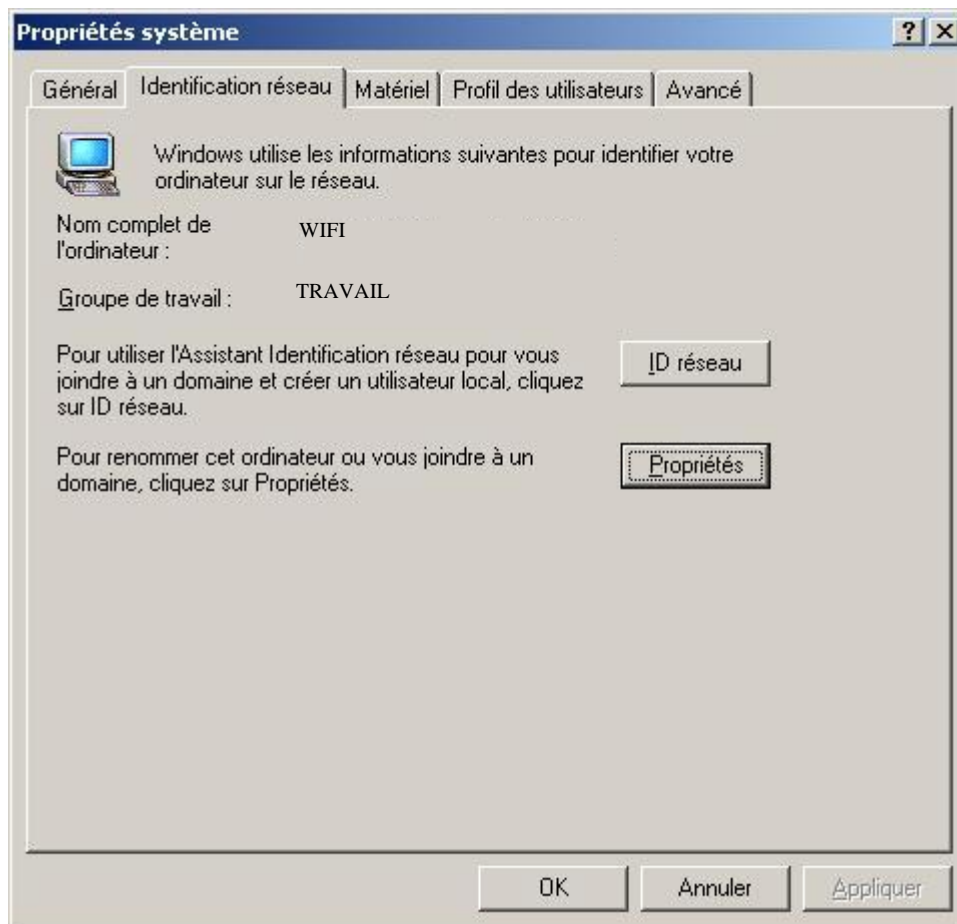 Propriétés système
Général Identification réseau Matériel Profil des utilisateurs Avancé
Windows utilise les informations suivantes pour identifier votre
ordinateur sur le réseau.
Nom complet de
l'ordinateur :
WIFI
Groupe de travail :
TRAVAIL
Pour utiliser l'Assistant Identification réseau pour vous
joindre à un domaine et créer un utilisateur local, cliquez
sur ID réseau.
ID réseau
Pour renommer cet ordinateur ou vous joindre à un
domaine, cliquez sur Propriétés.
Propriétés
OK Annuler Appliquer